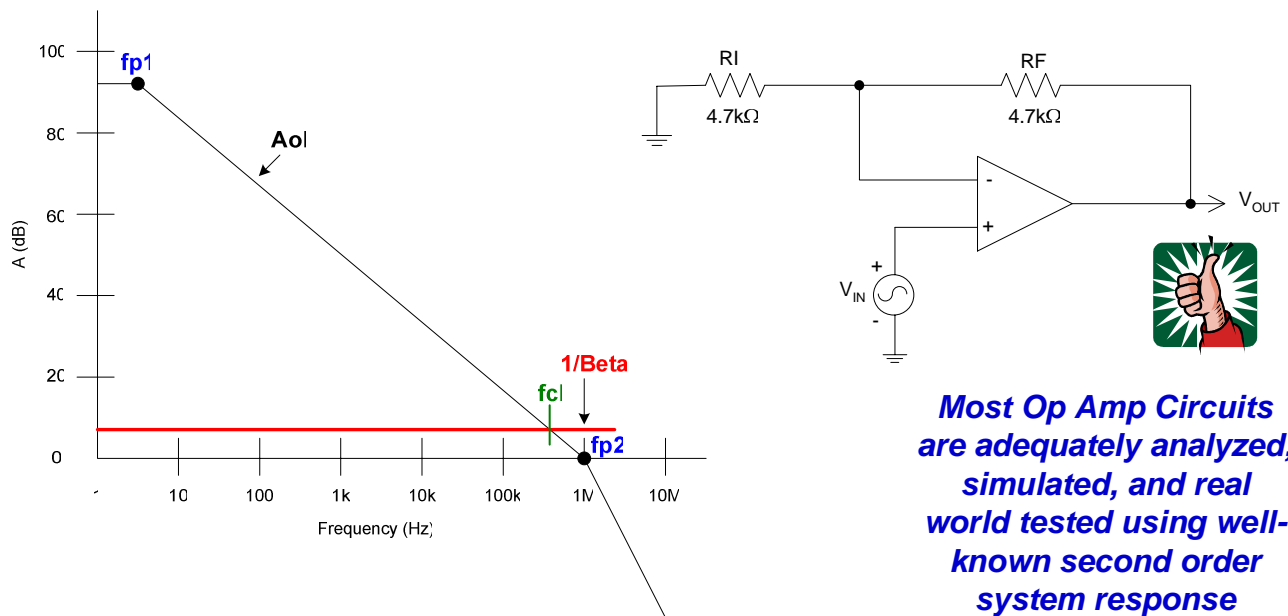 100
80
60
40
20
0
A (dB)
fp1
Aol
1/Beta
fcl
fp2
10
100
1k
10k
100k
1M
10M
Frequency (Hz)
RI
4.7kΩ
RF
4.7kΩ
-
+
VOUT
+
VIN
-
Most Op Amp Circuits
are adequately analyzed,
simulated, and real
world tested using well-
known second order
system response